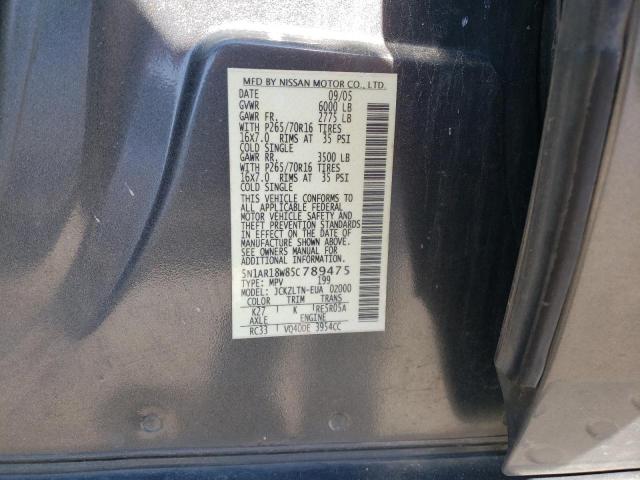 MFD BY NISSAN MOTOR CO., LTD.
DATE 09/05
GVWR 6000 LB
GAWR FR. 2775 LB
WITH P265/70R16 TIRES
16X7.0 RIMS AT 35 PSI
COLD SINGLE
GAWR RR. 3500 LB
WITH P265/70R16 TIRES
16X7.0 RIMS AT 35 PSI
COLD SINGLE
THIS VEHICLE CONFORMS TO
ALL APPLICABLE FEDERAL
MOTOR VEHICLE SAFETY AND
THEFT PREVENTION STANDARDS
IN EFFECT ON THE DATE OF
MANUFACTURE SHOWN ABOVE.
SEE OWNERS MANUAL FOR
ADDITIONAL INFORMATION.
5N1AR18W85C789475
TYPE: MPV 199
MODEL: JCKZLTN-EUA 02000
COLOR TRIM TRANS
K27 K RE5R05A
AXLE ENGINE
RC33 VQ40DE 3954CC